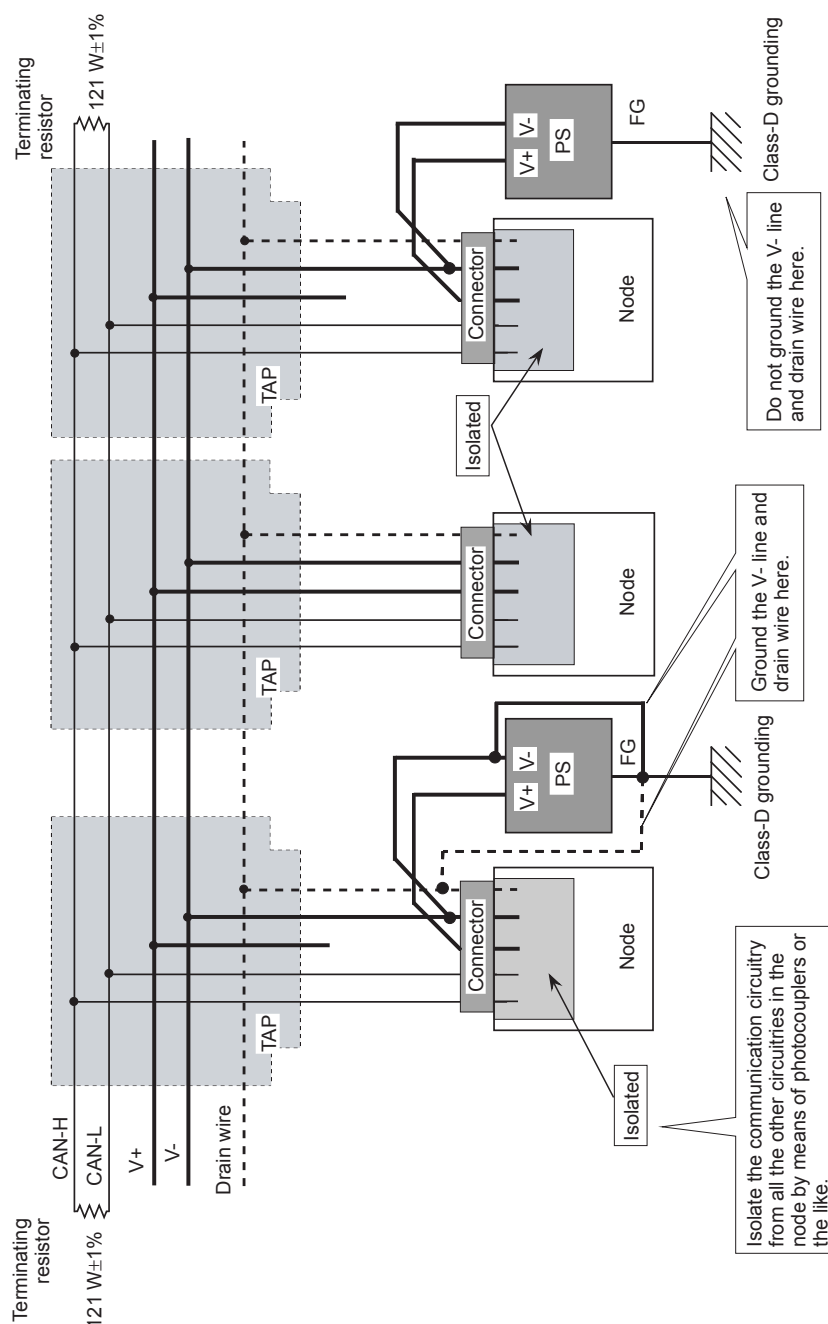 Terminating
resistor
121 W±1%
CAN-H
CAN-L
V+
V-
Drain wire
TAP
TAP
TAP
Terminating
resistor
121 W±1%
Connector
Node
Isolated
V+
V-
PS
FG
Class-D grounding
Connector
Node
Isolated
Connector
Node
V+
V-
PS
FG
Class-D grounding
Isolate the communication circuitry
from all the other circuitries in the
node by means of photocouplers or
the like.
Ground the V- line and
drain wire here.
Do not ground the V- line
and drain wire here.